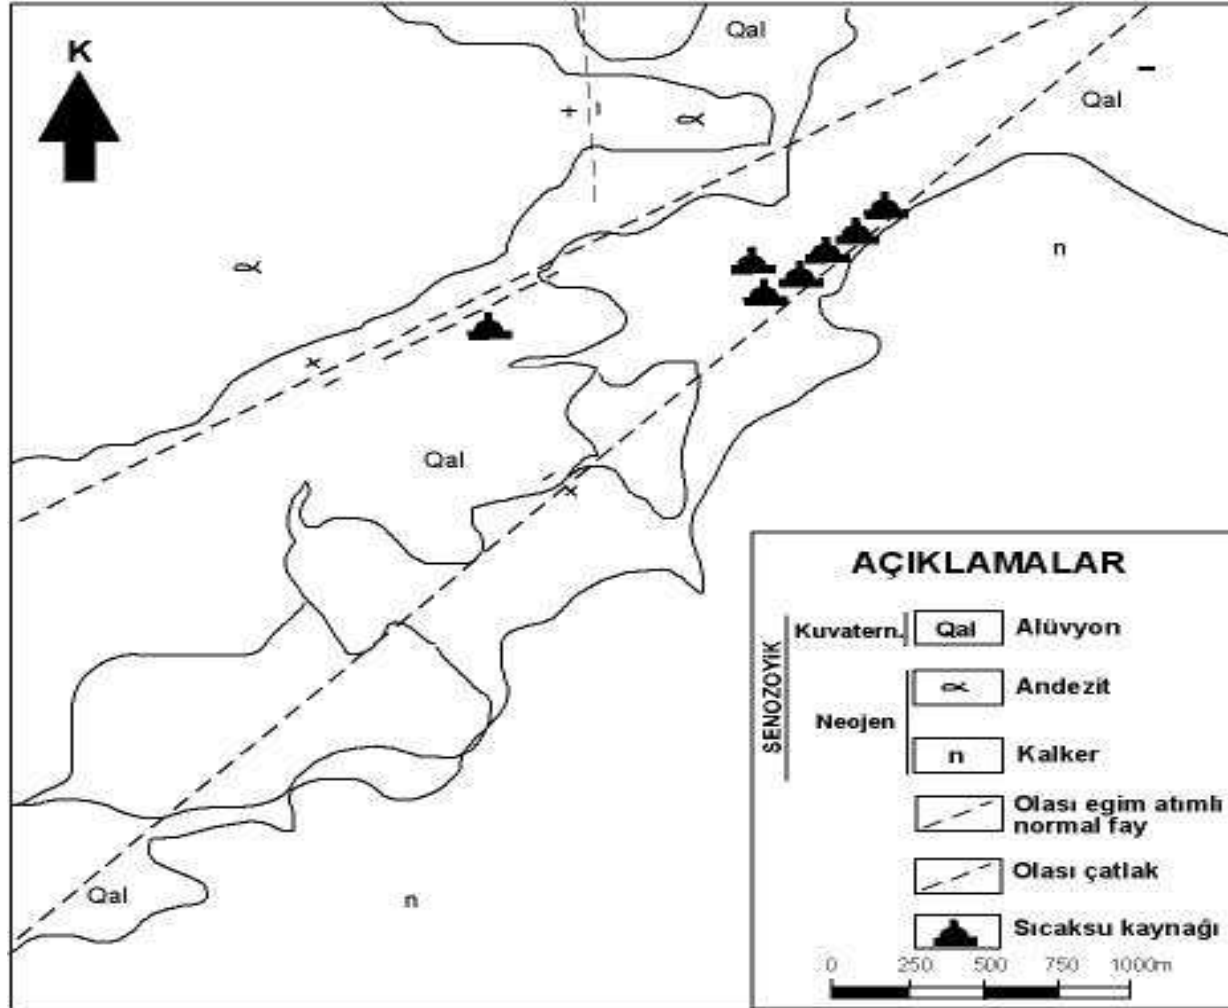 K
Qal
Qal
α
α
n
Qal
Qal
n
AÇIKLAMALAR
SENOZOYiK
Kuvatern.
Qal
Alüvyon
Neojen
α
Andezit
n
Kalker
Olası egim atımlı
normal fay
Olası çatlak
Sıcaksu kaynağı
0 250 500 1000m